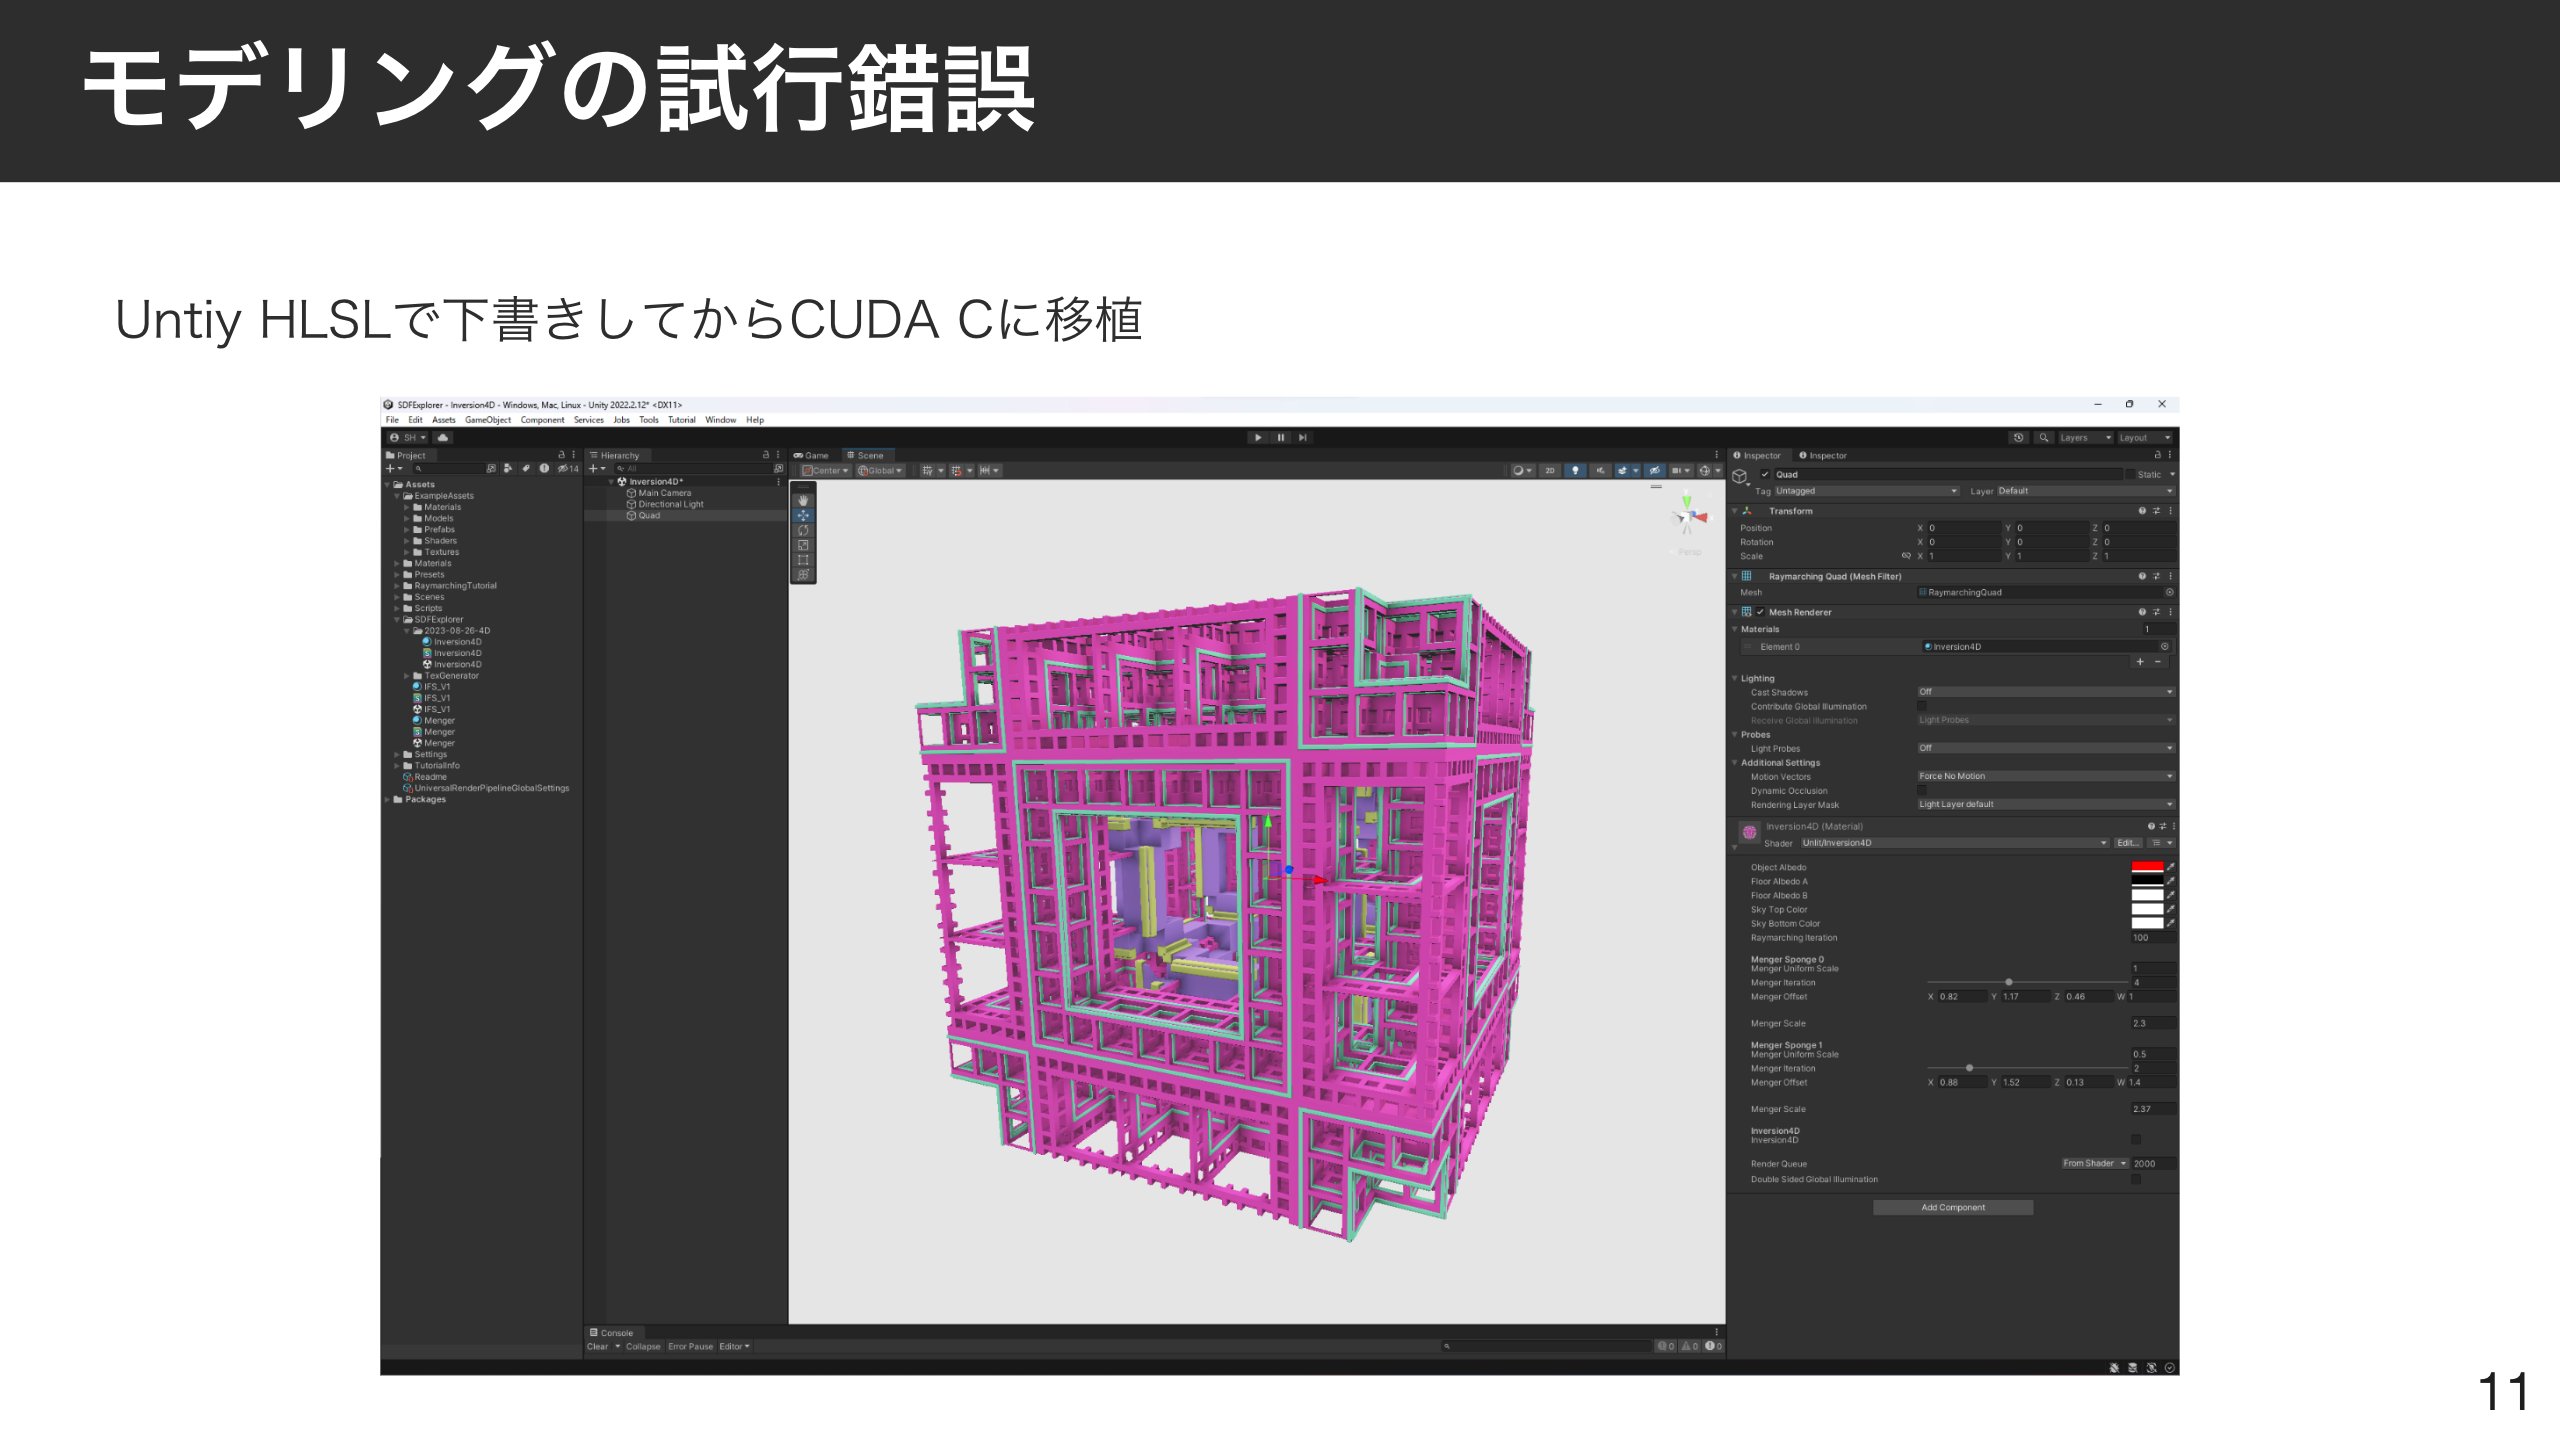 モデリングの試行錯誤
Untiy HLSLで下書きしてからCUDA Cに移植
SDFExplorer - Inversion4D - Windows, Mac, Linux - Unity 2022.2.12* <DX11>
File Edit Assets GameObject Component Services Jobs Tools Tutorial Window Help
SH
Layers Layout
Project
14
Assets
ExampleAssets
Materials
Models
Prefabs
Shaders
Textures
Materials
Presets
RaymarchingTutorial
Scenes
Scripts
SDFExplorer
2023-08-26-4D
Inversion4D
Inversion4D
Inversion4D
TexGenerator
IFS_V1
IFS_V1
IFS_V1
Menger
Menger
Menger
Settings
TutorialInfo
Readme
UniversalRenderPipelineGlobalSettings
Packages
Hierarchy
All
Inversion4D*
Main Camera
Directional Light
Quad
Game Scene
Center Global
2D
Persp
Console
Clear Collapse Error Pause Editor
0 0 0
Inspector Inspector
Quad Static
Tag Untagged Layer Default
Transform
Position X 0 Y 0 Z 0
Rotation X 0 Y 0 Z 0
Scale X 1 Y 1 Z 1
Raymarching Quad (Mesh Filter)
Mesh RaymarchingQuad
Mesh Renderer
Materials 1
Element 0 Inversion4D
Lighting
Cast Shadows Off
Contribute Global Illumination
Receive Global Illumination Light Probes
Probes
Light Probes Off
Additional Settings
Motion Vectors Force No Motion
Dynamic Occlusion
Rendering Layer Mask Light Layer default
Inversion4D (Material)
Shader Unlit/Inversion4D Edit...
Object Albedo
Floor Albedo A
Floor Albedo B
Sky Top Color
Sky Bottom Color
Raymarching Iteration 100
Menger Sponge 0
Menger Uniform Scale 1
Menger Iteration 4
Menger Offset X 0.82 Y 1.17 Z 0.46 W 1
Menger Scale 2.3
Menger Sponge 1
Menger Uniform Scale 0.5
Menger Iteration 2
Menger Offset X 0.88 Y 1.52 Z 0.13 W 1.4
Menger Scale 2.37
Inversion4D
Inversion4D
Render Queue From Shader 2000
Double Sided Global Illumination
Add Component
11